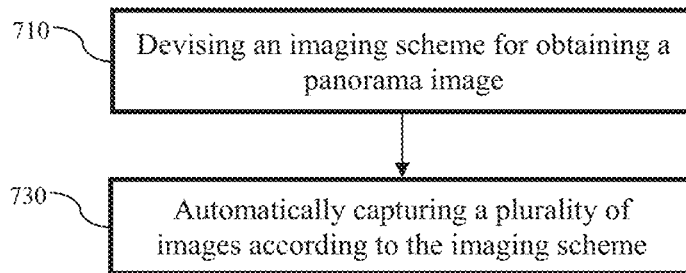 710
Devising an imaging scheme for obtaining a
panorama image
730
Automatically capturing a plurality of
images according to the imaging scheme